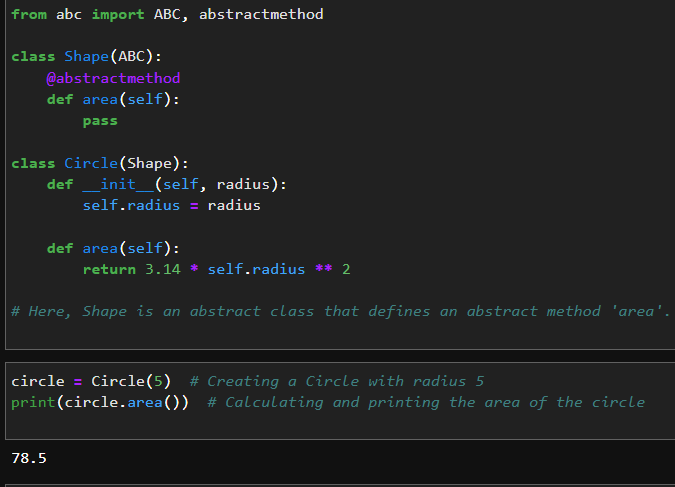 from abc import ABC, abstractmethod

class Shape(ABC):
    @abstractmethod
    def area(self):
        pass

class Circle(Shape):
    def __init__(self, radius):
        self.radius = radius

    def area(self):
        return 3.14 * self.radius ** 2

# Here, Shape is an abstract class that defines an abstract method 'area'.

circle = Circle(5)  # Creating a Circle with radius 5
print(circle.area())  # Calculating and printing the area of the circle

78.5